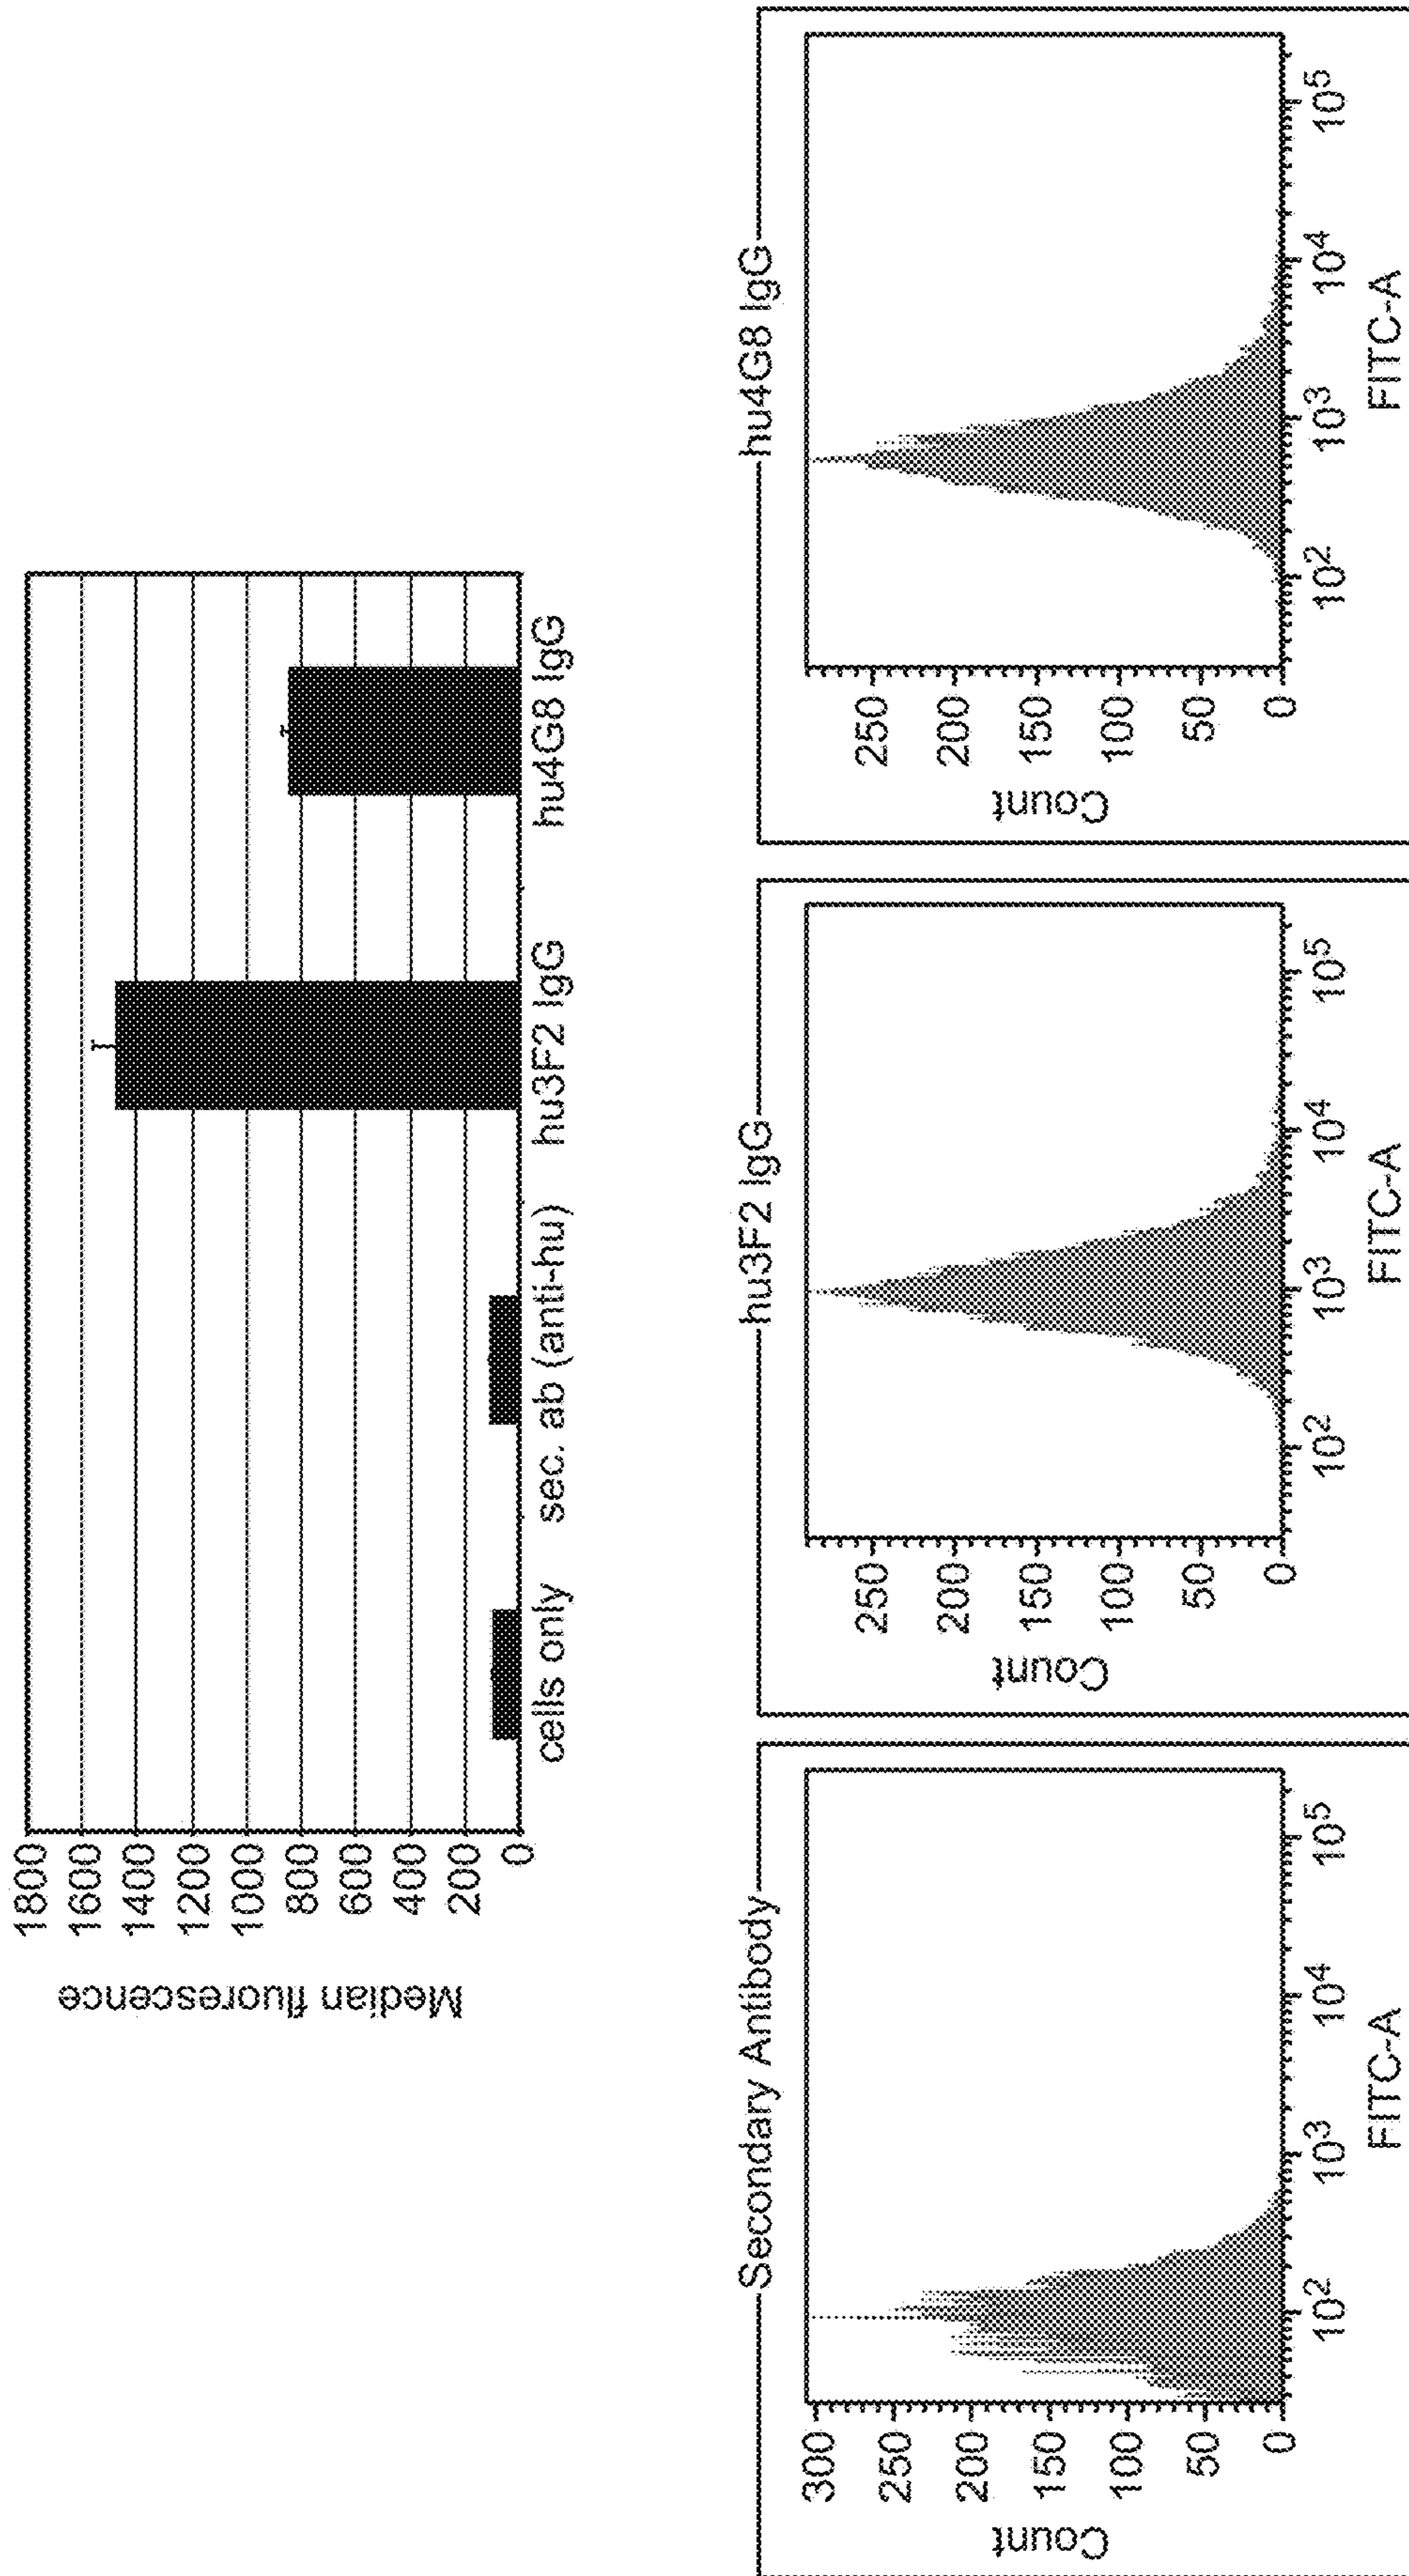 Median fluorescence
1800
1600
1400
1200
1000
800
600
400
200
0
cells only
sec. ab (anti-hu)
hu3F2 IgG
hu4G8 IgG
Secondary Antibody
Count
300
250
200
150
100
50
0
10²
10³
10⁴
10⁵
FITC-A
hu3F2 IgG
Count
250
200
150
100
50
0
10²
10³
10⁴
10⁵
FITC-A
hu4G8 IgG
Count
250
200
150
100
50
0
10²
10³
10⁴
10⁵
FITC-A